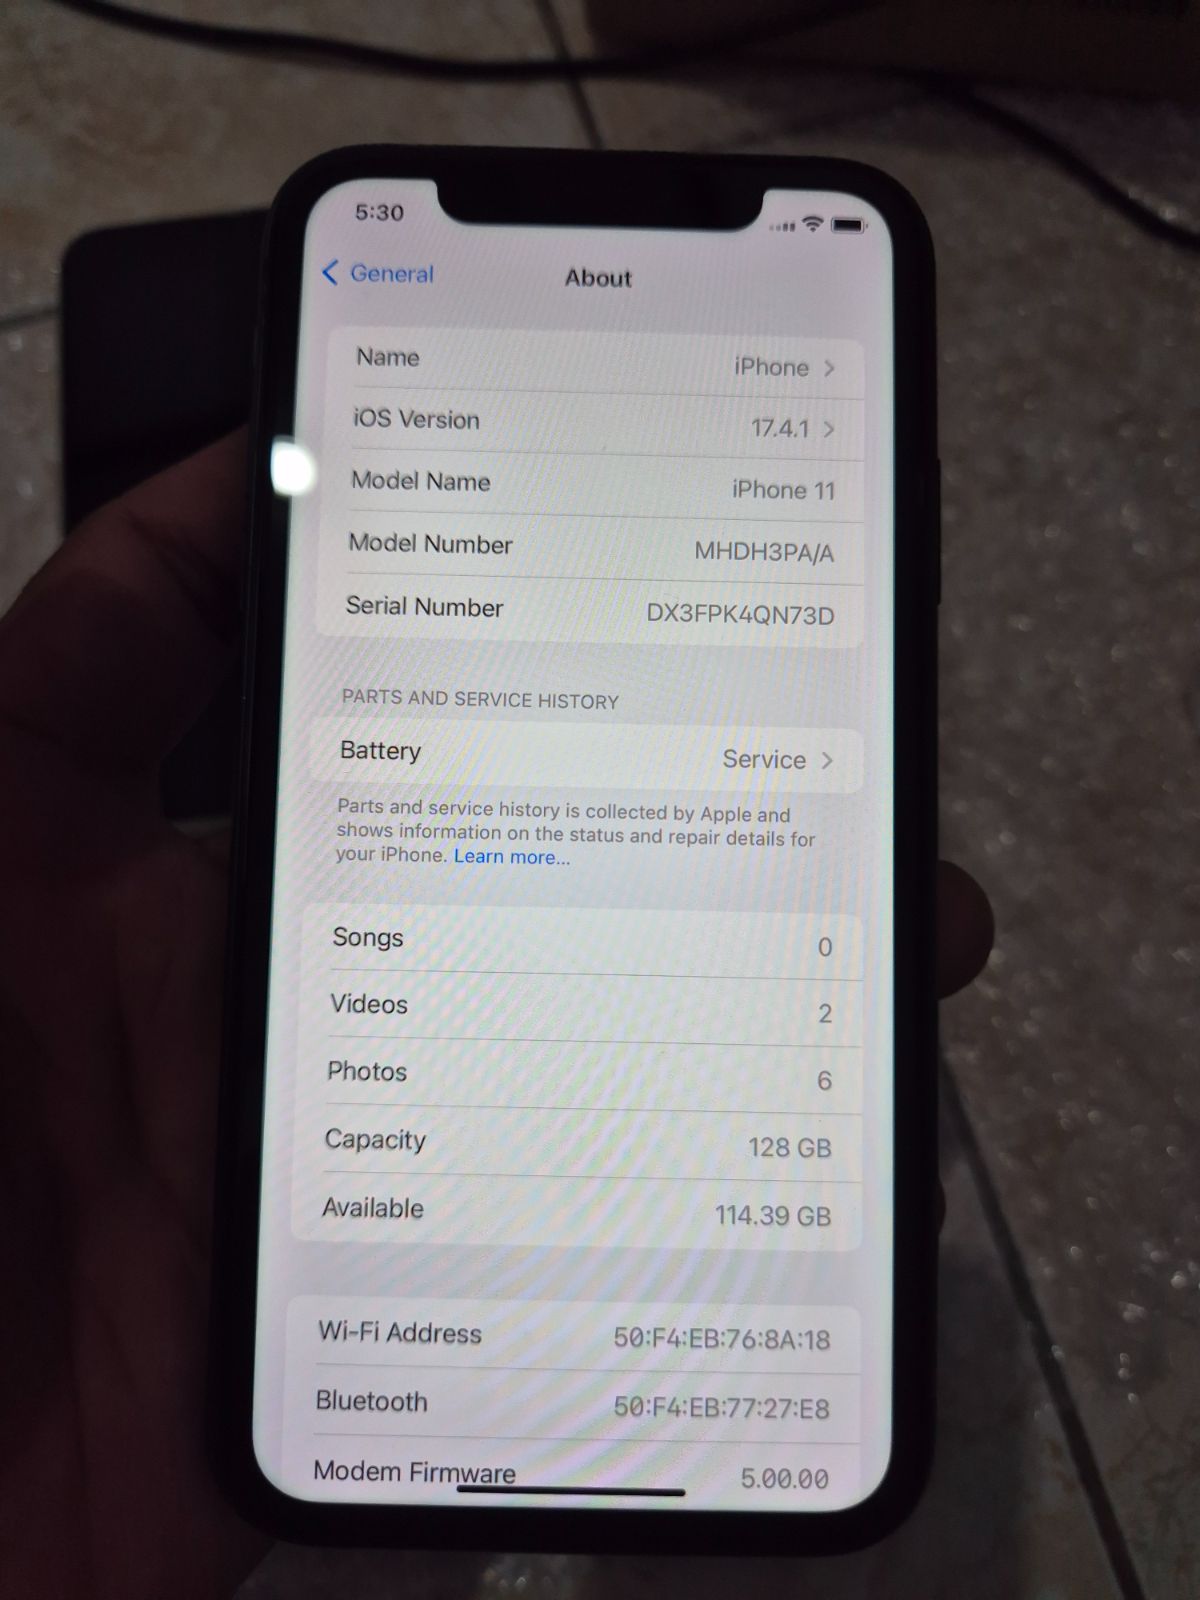 5:30
General
About
Name iPhone
iOS Version 17.4.1
Model Name iPhone 11
Model Number MHDH3PA/A
Serial Number DX3FPK4QN73D
PARTS AND SERVICE HISTORY
Battery Service
Parts and service history is collected by Apple and
shows information on the status and repair details for
your iPhone. Learn more...
Songs 0
Videos 2
Photos 6
Capacity 128 GB
Available 114.39 GB
Wi-Fi Address 50:F4:EB:76:8A:18
Bluetooth 50:F4:EB:77:27:E8
Modem Firmware 5.00.00